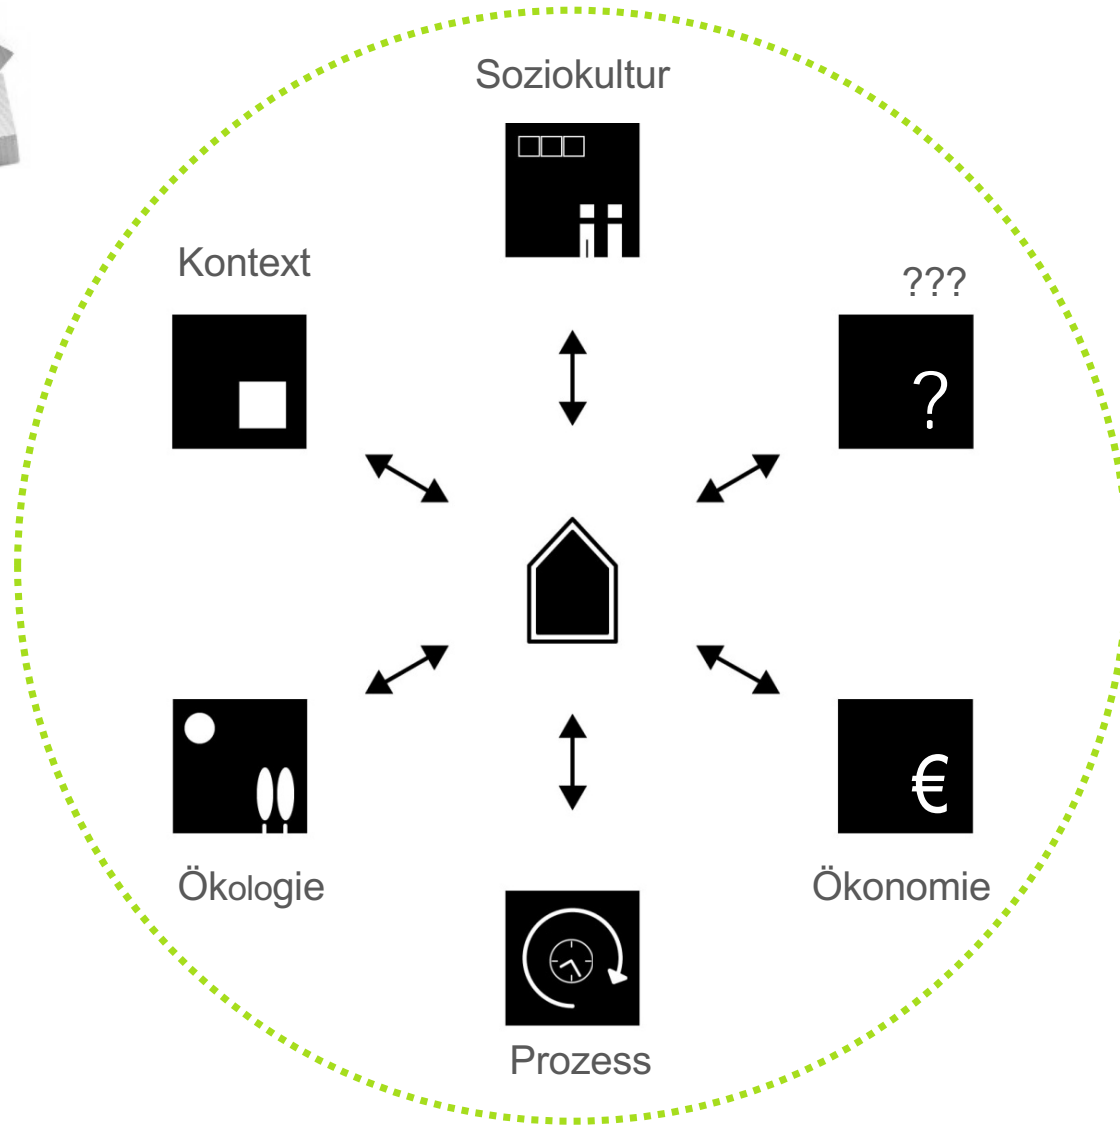 Soziokultur
Kontext
???
?
Ökologie
€
Ökonomie
Prozess